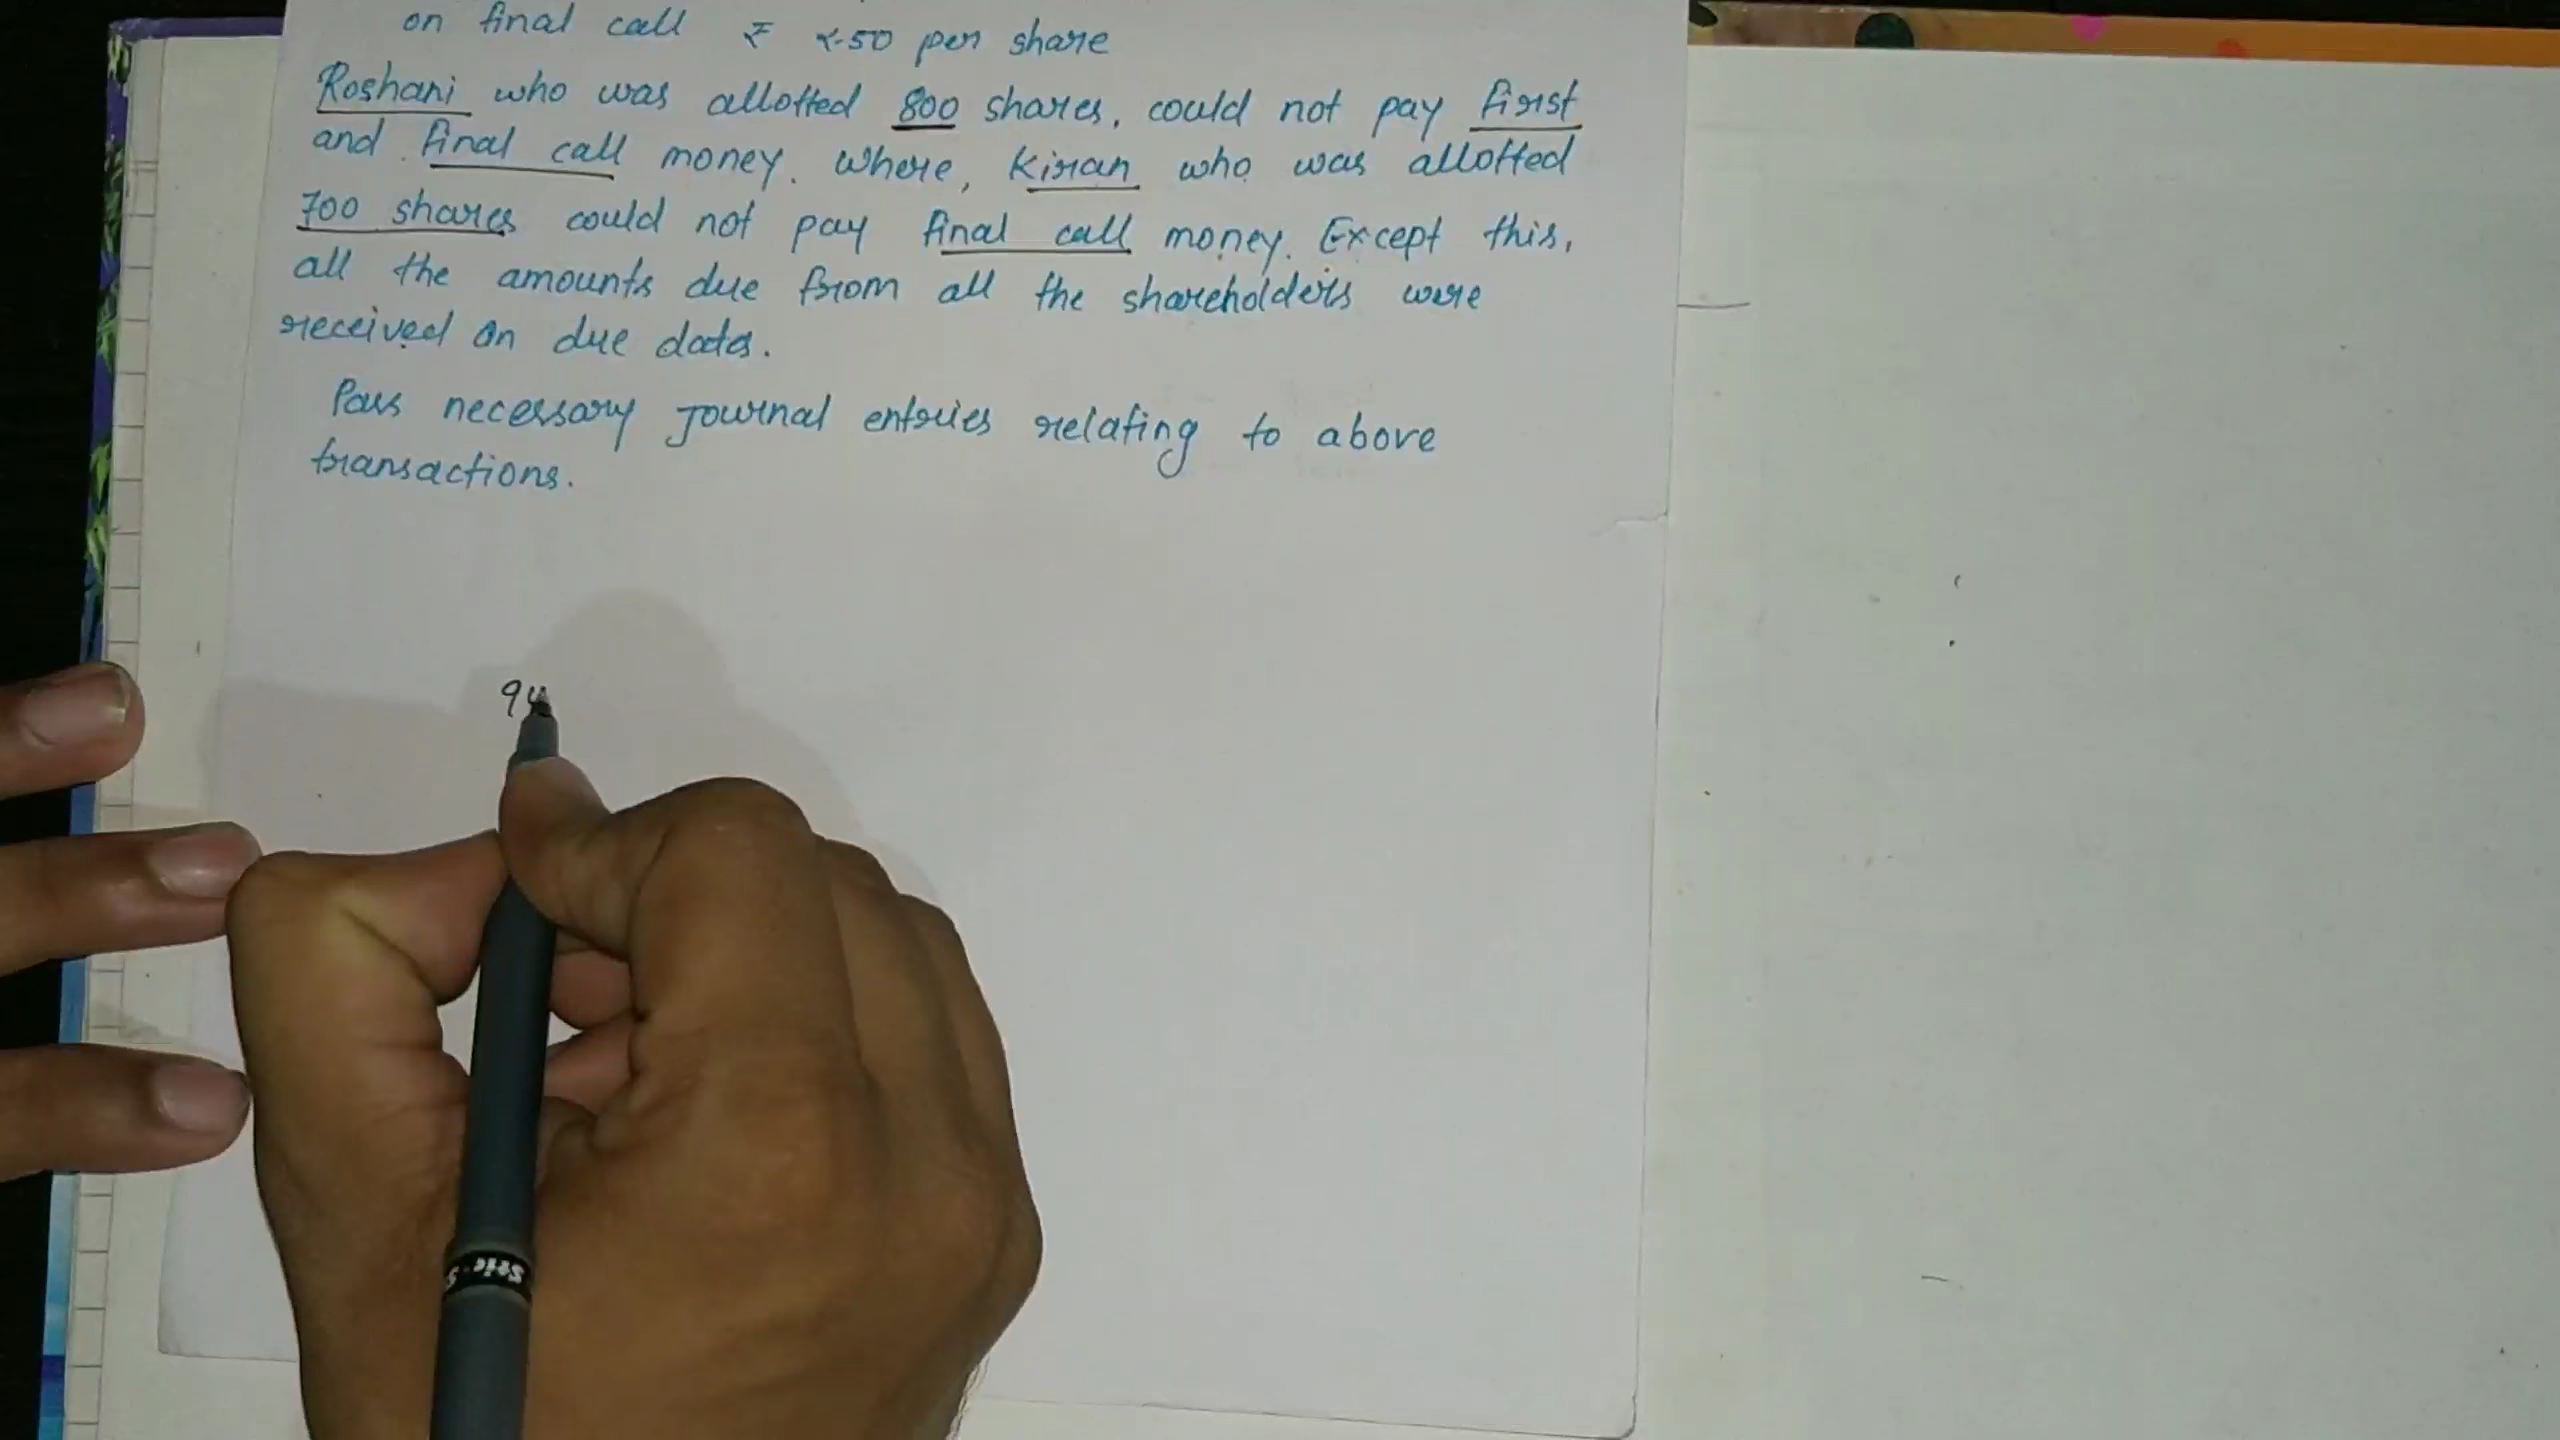 on final call ₹ 2.50 per share
Roshani who was allotted 800 shares, could not pay first
and final call money. Where, Kiran who was allotted
700 shares could not pay final call money. Except this,
all the amounts due from all the shareholders were
received on due dates.
Pass necessary Journal entries relating to above
transactions.